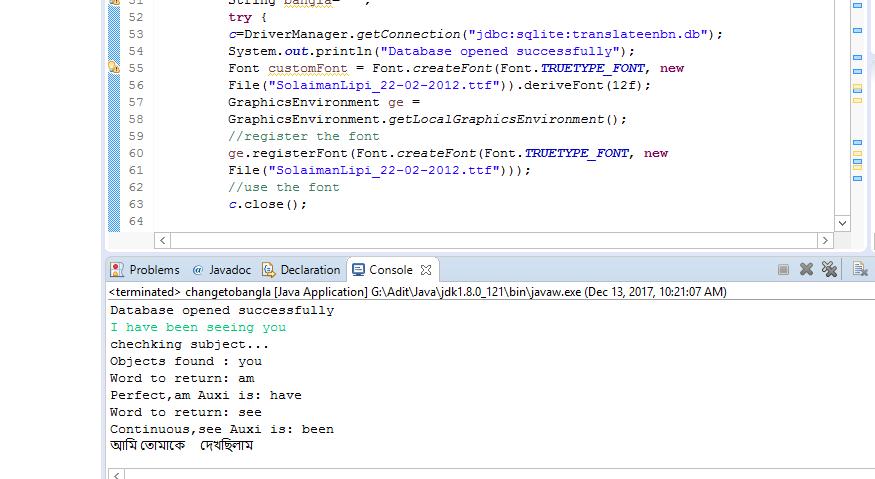 51 String bangla= " ";
52 try {
53 c=DriverManager.getConnection("jdbc:sqlite:translateenbn.db");
54 System.out.println("Database opened successfully");
55 Font customFont = Font.createFont(Font.TRUETYPE_FONT, new
56 File("SolaimanLipi_22-02-2012.ttf")).deriveFont(12f);
57 GraphicsEnvironment ge =
58 GraphicsEnvironment.getLocalGraphicsEnvironment();
59 //register the font
60 ge.registerFont(Font.createFont(Font.TRUETYPE_FONT, new
61 File("SolaimanLipi_22-02-2012.ttf")));
62 //use the font
63 c.close();
64
Problems @ Javadoc Declaration Console
<terminated> changetobangla [Java Application] G:\Adit\Java\jdk1.8.0_121\bin\javaw.exe (Dec 13, 2017, 10:21:07 AM)
Database opened successfully
I have been seeing you
chechking subject...
Objects found : you
Word to return: am
Perfect,am Auxi is: have
Word to return: see
Continuous,see Auxi is: been
আমি তোমাকে দেখছিলাম